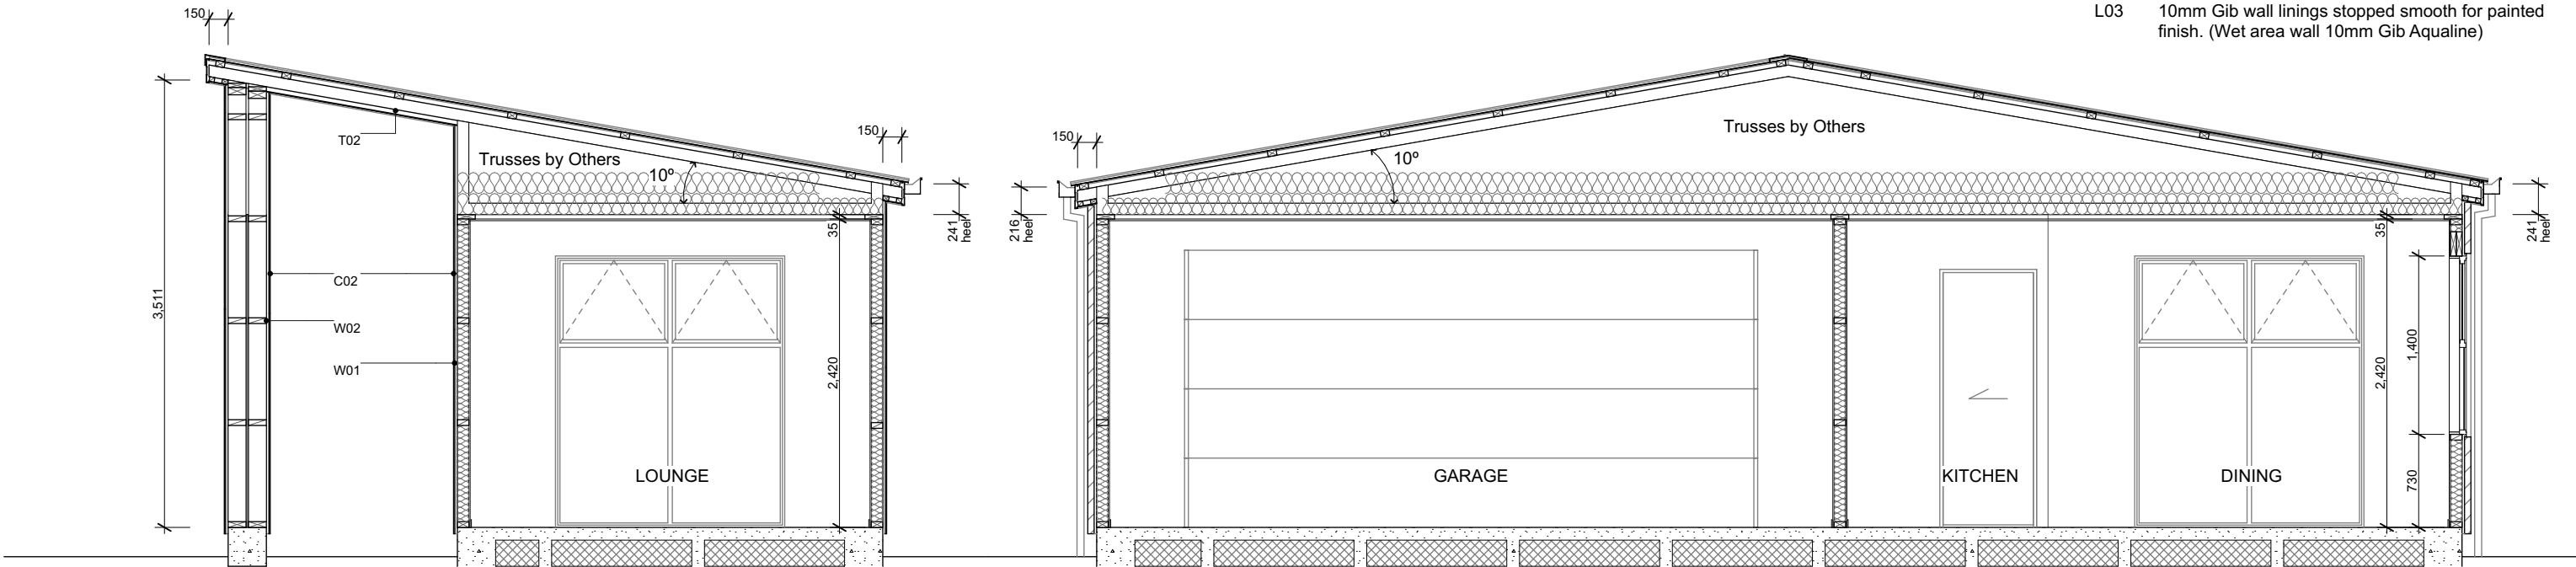 L03 10mm Gib wall linings stopped smooth for painted
finish. (Wet area wall 10mm Gib Aqualine)
150
3,511
T02
C02
W02
W01
Trusses by Others
10º
150
241
heel
35
2,420
LOUNGE
150
216
heel
10º
Trusses by Others
GARAGE
KITCHEN
DINING
35
2,420
1,400
730
241
heel